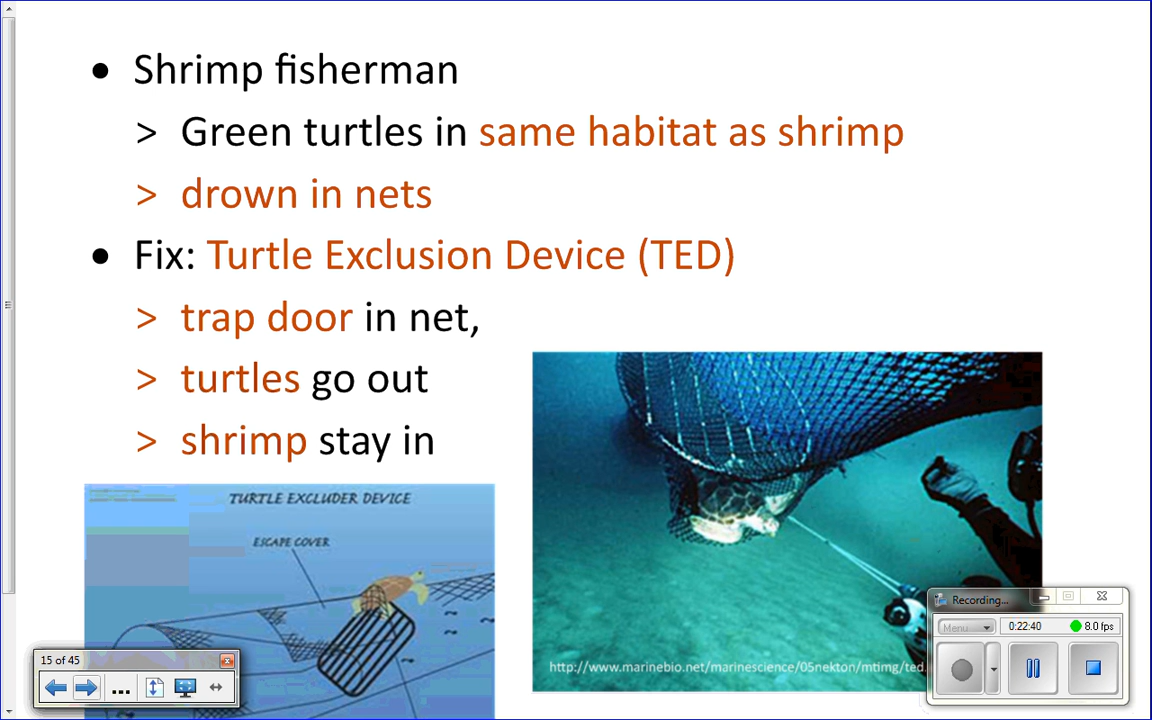 • Shrimp fisherman
> Green turtles in same habitat as shrimp
> drown in nets
• Fix: Turtle Exclusion Device (TED)
> trap door in net,
> turtles go out
> shrimp stay in
TURTLE EXCLUDER DEVICE
ESCAPE COVER
http://www.marinebio.net/marinescience/05nekton/mtimg/ted.
15 of 45
...
Recording...
Menu
0:22:40
8.0 fps